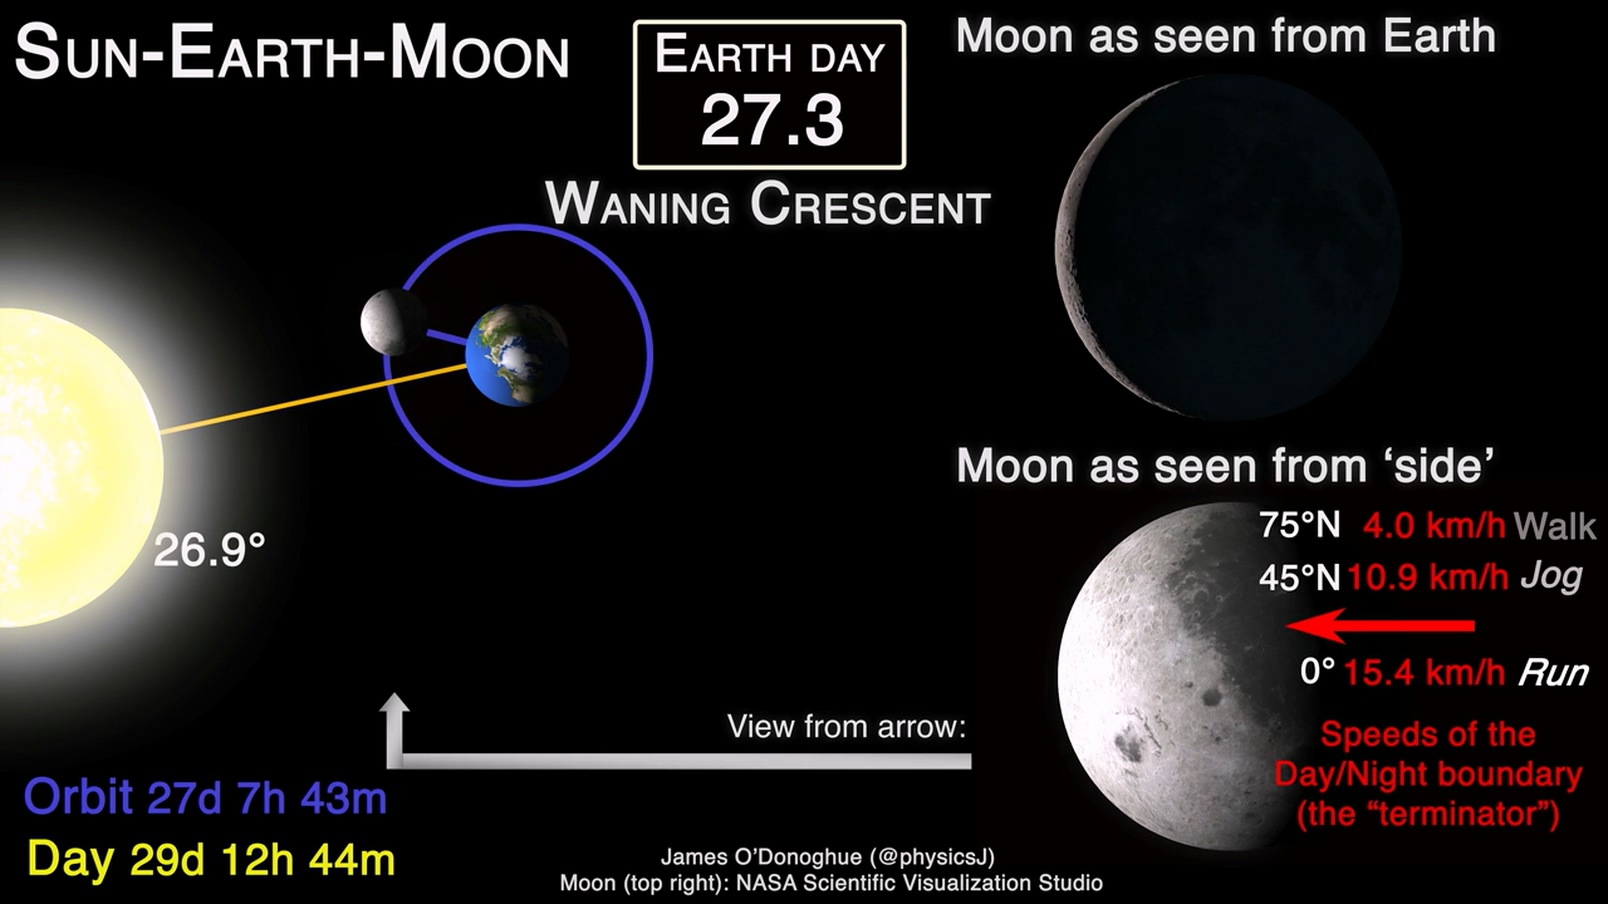 SUN-EARTH-MOON
EARTH DAY
27.3
WANING CRESCENT
Moon as seen from Earth
26.9°
Moon as seen from ‘side’
75°N 4.0 km/h Walk
45°N 10.9 km/h Jog
0° 15.4 km/h Run
Speeds of the
Day/Night boundary
(the “terminator”)
View from arrow:
Orbit 27d 7h 43m
Day 29d 12h 44m
James O’Donoghue (@physicsJ)
Moon (top right): NASA Scientific Visualization Studio